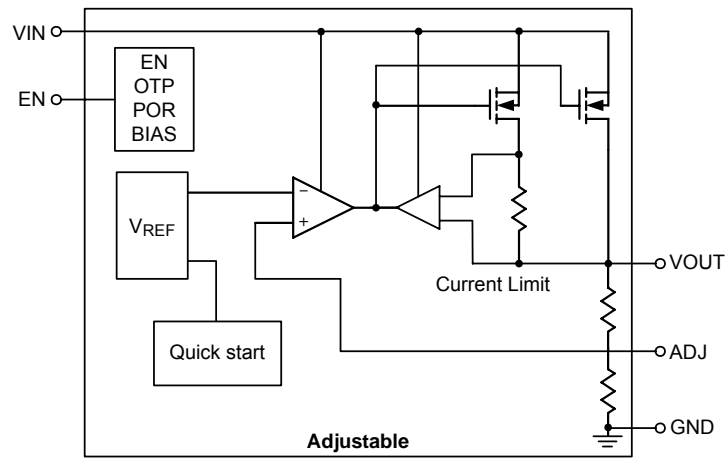 VIN
EN
EN
OTP
POR
BIAS
VREF
−
+
Quick start
Current Limit
VOUT
ADJ
GND
Adjustable